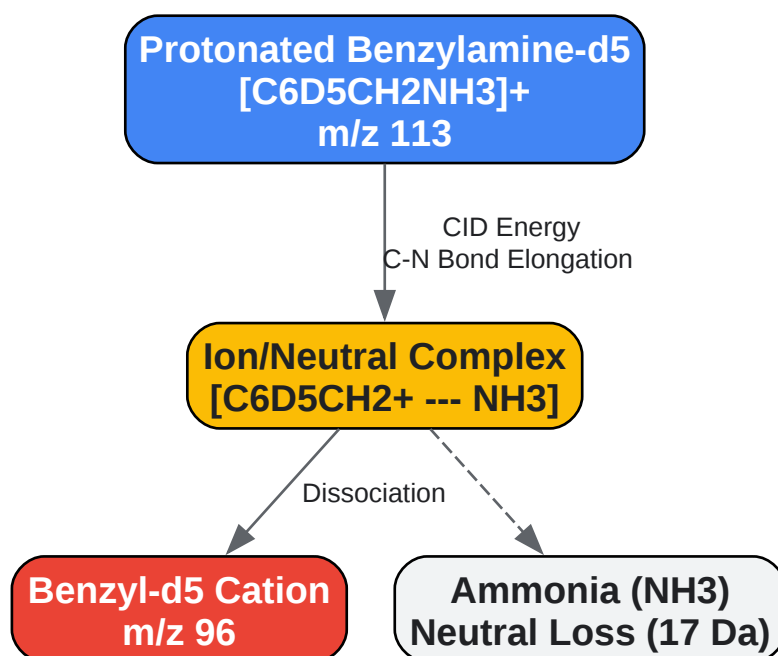 Protonated Benzylamine-d5
[C6D5CH2NH3]+
m/z 113
CID Energy
C-N Bond Elongation
Ion/Neutral Complex
[C6D5CH2+ --- NH3]
Dissociation
Benzyl-d5 Cation
m/z 96
Ammonia (NH3)
Neutral Loss (17 Da)